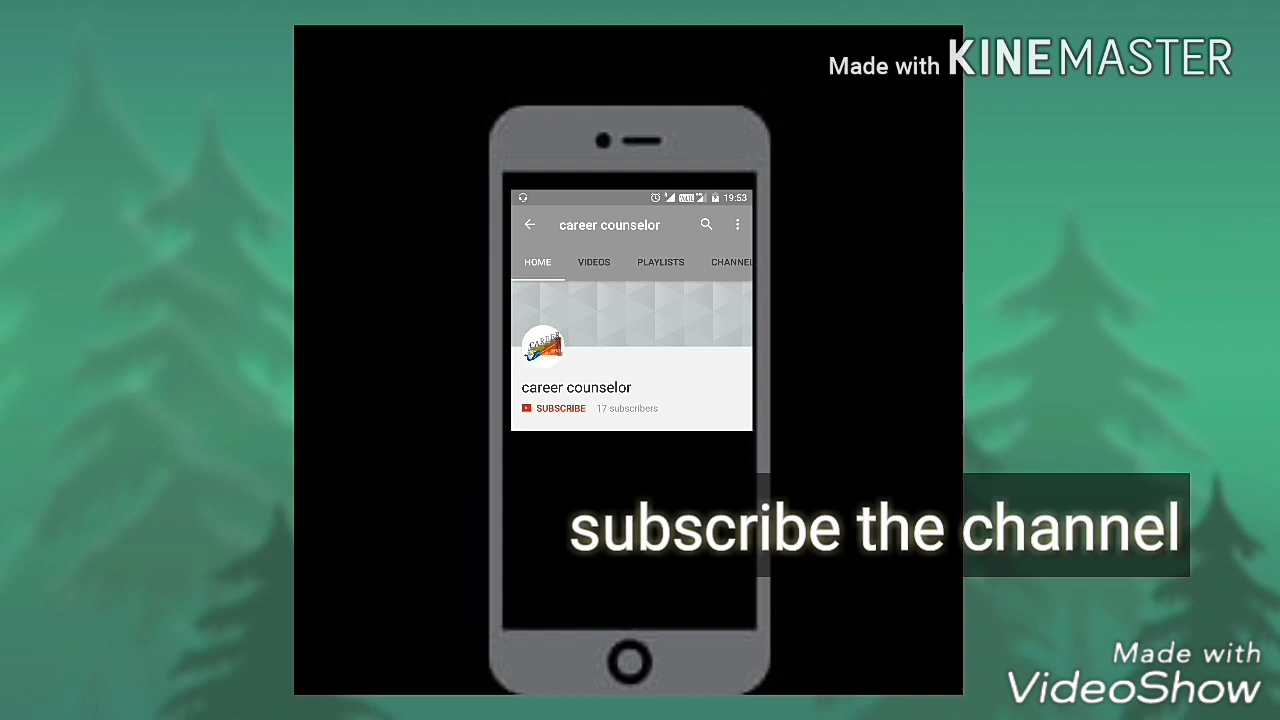 Made with KINEMASTER
19:53
career counselor
HOME VIDEOS PLAYLISTS CHANNEL
CAREER
career counselor
SUBSCRIBE 17 subscribers
subscribe the channel
Made with
VideoShow